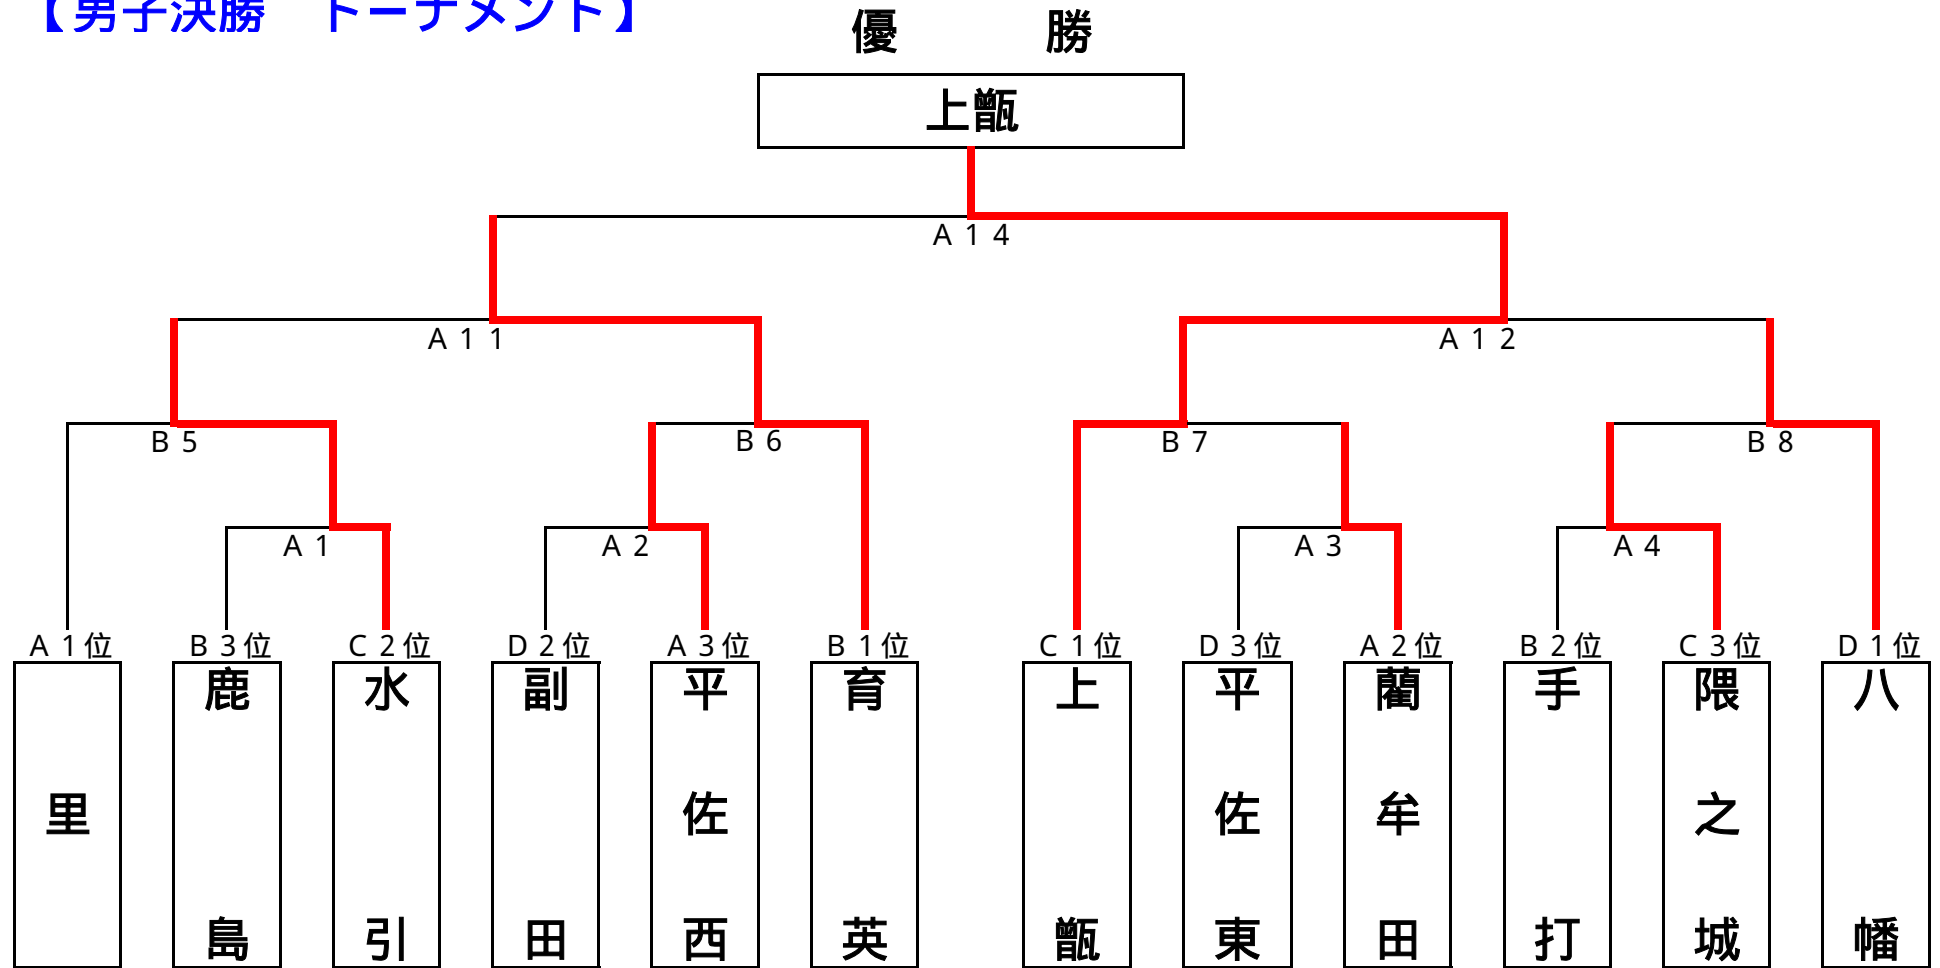 【男子決勝　トーナメント】
優　　　勝
上甑
Ａ１４
Ａ１１
Ａ１２
Ｂ５
Ｂ６
Ｂ７
Ｂ８
Ａ１
Ａ２
Ａ３
Ａ４
Ａ１位
Ｂ３位
Ｃ２位
Ｄ２位
Ａ３位
Ｂ１位
Ｃ１位
Ｄ３位
Ａ２位
Ｂ２位
Ｃ３位
Ｄ１位
里
鹿島
水引
副田
平佐西
育英
上甑
平佐東
藺牟田
手打
隈之城
八幡